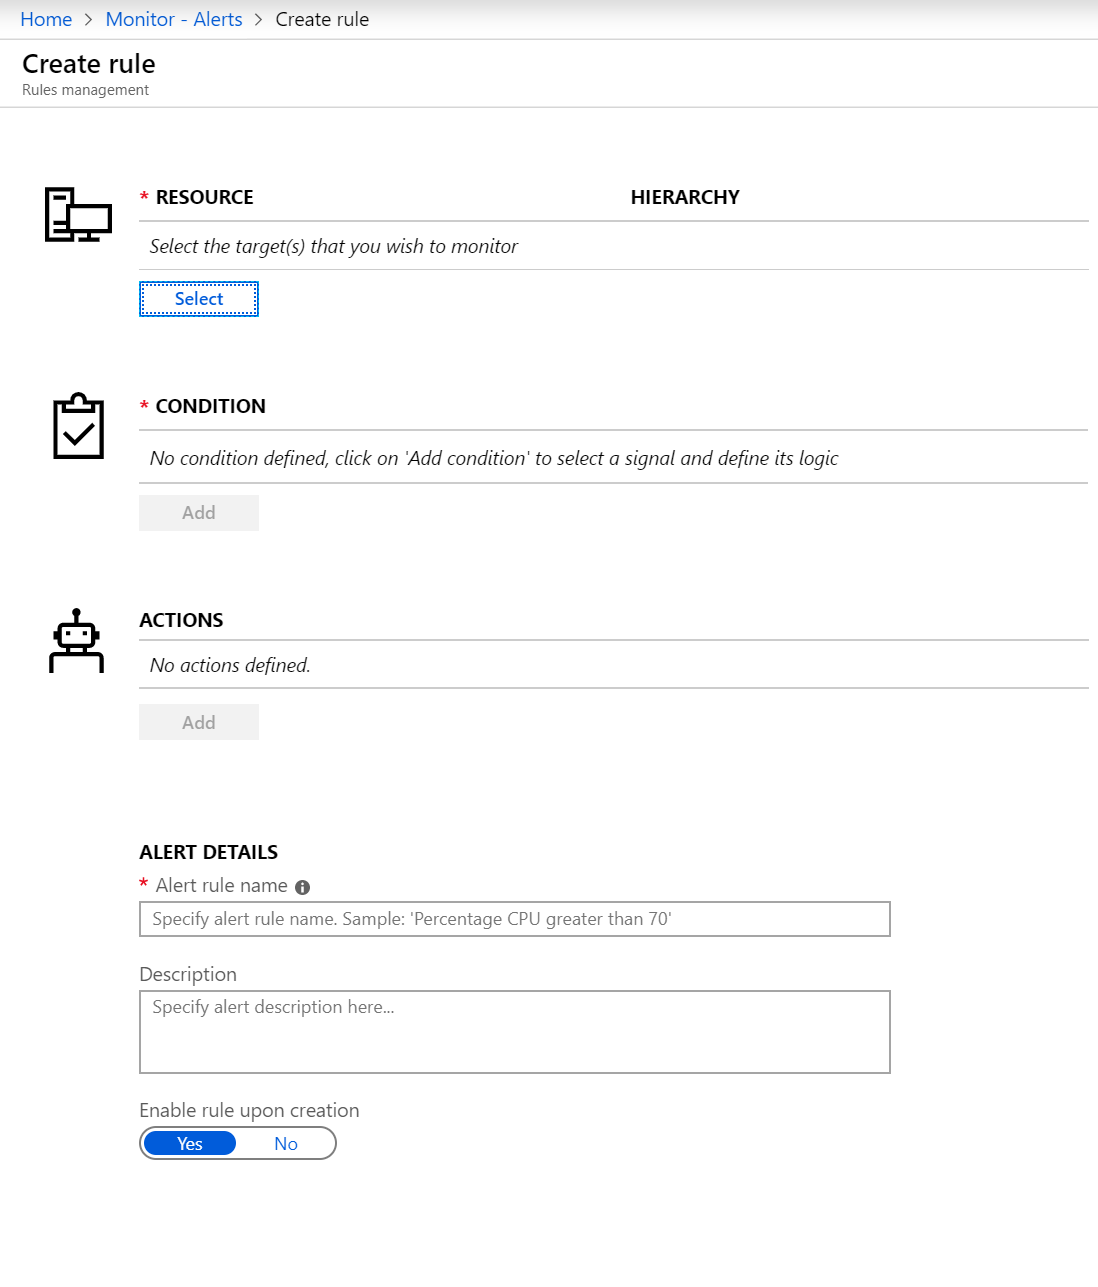 Home > Monitor - Alerts > Create rule
Create rule
Rules management
* RESOURCE HIERARCHY
Select the target(s) that you wish to monitor
Select
* CONDITION
No condition defined, click on 'Add condition' to select a signal and define its logic
Add
ACTIONS
No actions defined.
Add
ALERT DETAILS
* Alert rule name
Specify alert rule name. Sample: 'Percentage CPU greater than 70'
Description
Specify alert description here...
Enable rule upon creation
Yes No